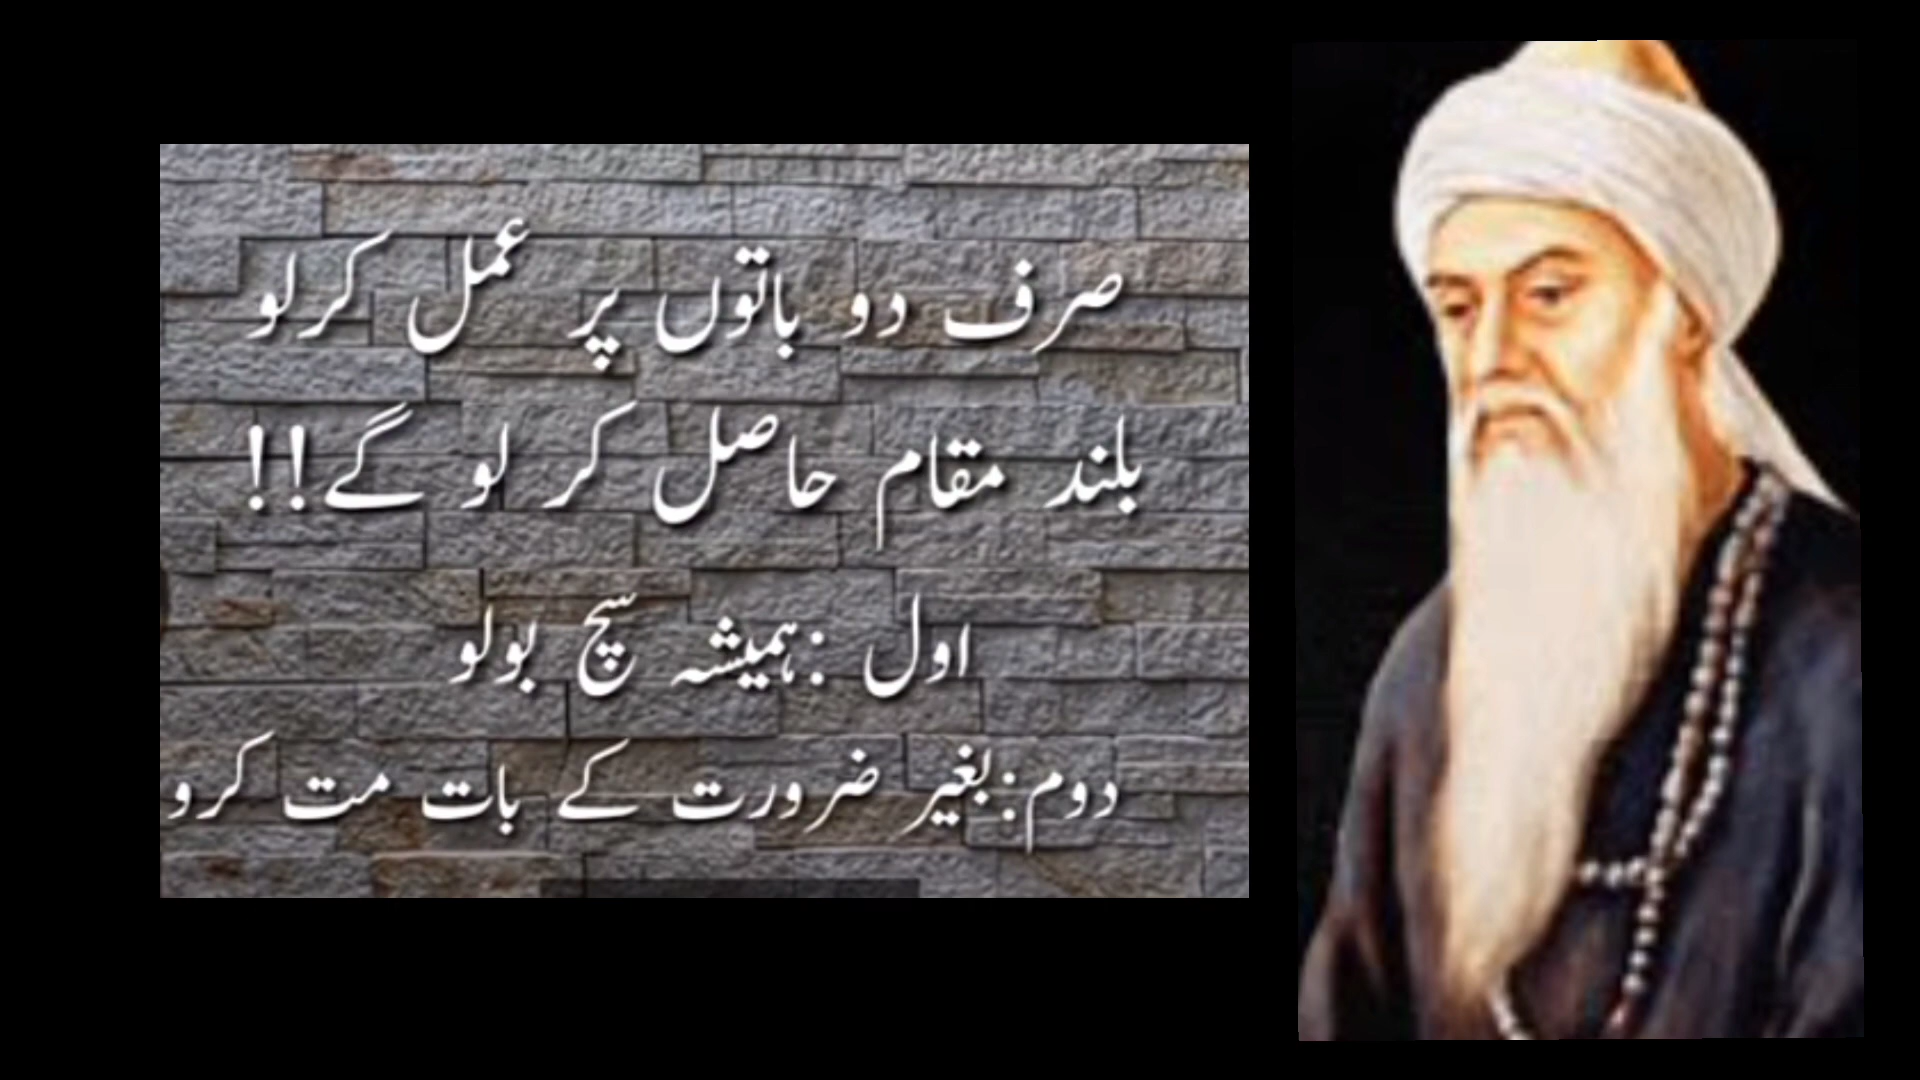 صرف دو باتوں پر عمل کرلو
بلند مقام حاصل کر لو گے!!
اول :ہمیشہ سچ بولو
دوم:بغیر ضرورت کے بات مت کرو